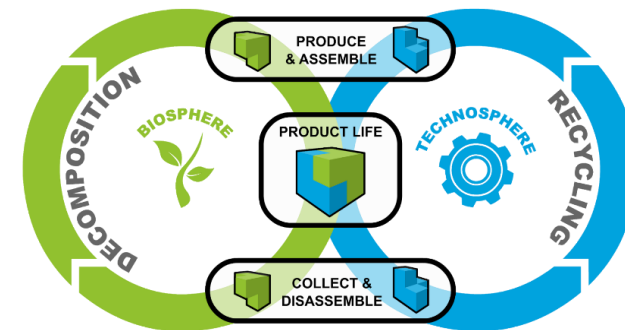 PRODUCE
& ASSEMBLE
DECOMPOSITION
BIOSPHERE
PRODUCT LIFE
TECHNOSPHERE
RECYCLING
COLLECT &
DISASSEMBLE